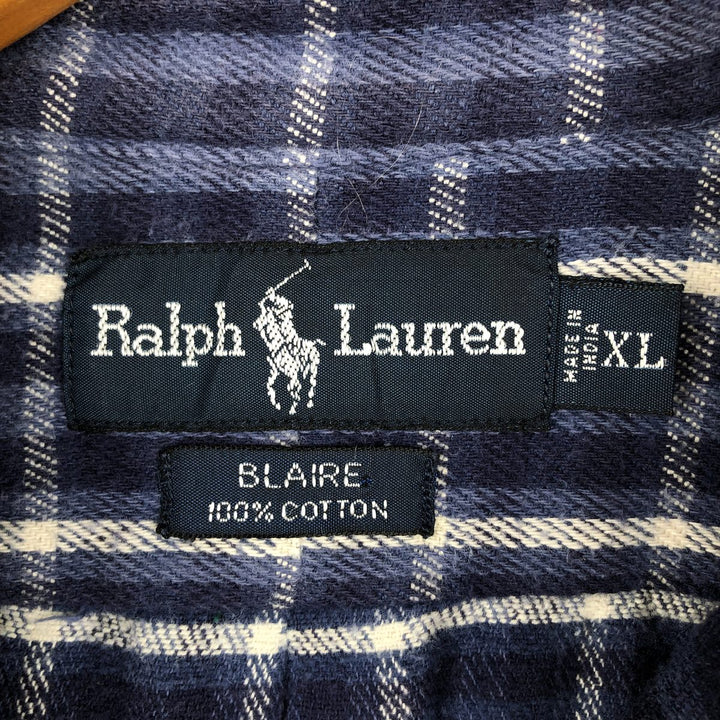 Ralph Lauren
MADE IN
INDIA
XL
BLAIRE
100% COTTON